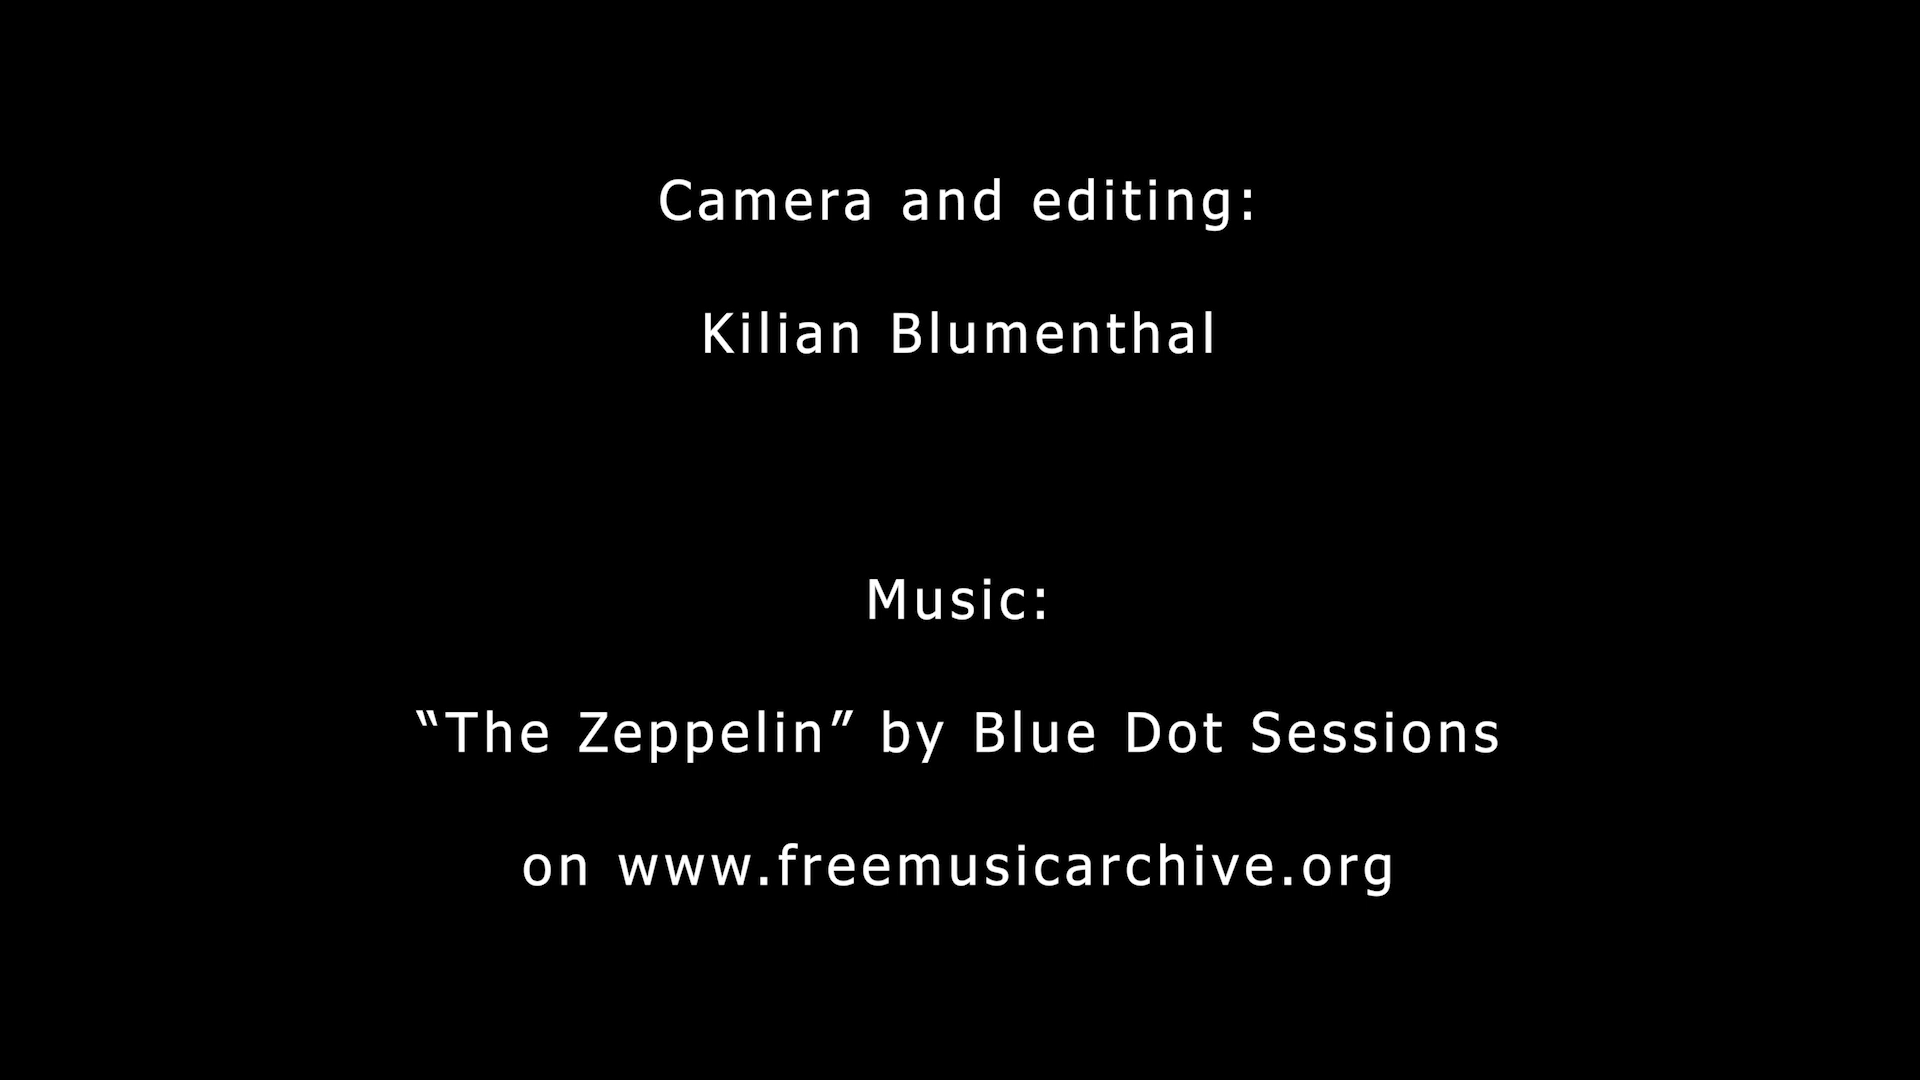 Camera and editing:
Kilian Blumenthal
Music:
“The Zeppelin” by Blue Dot Sessions
on www.freemusicarchive.org